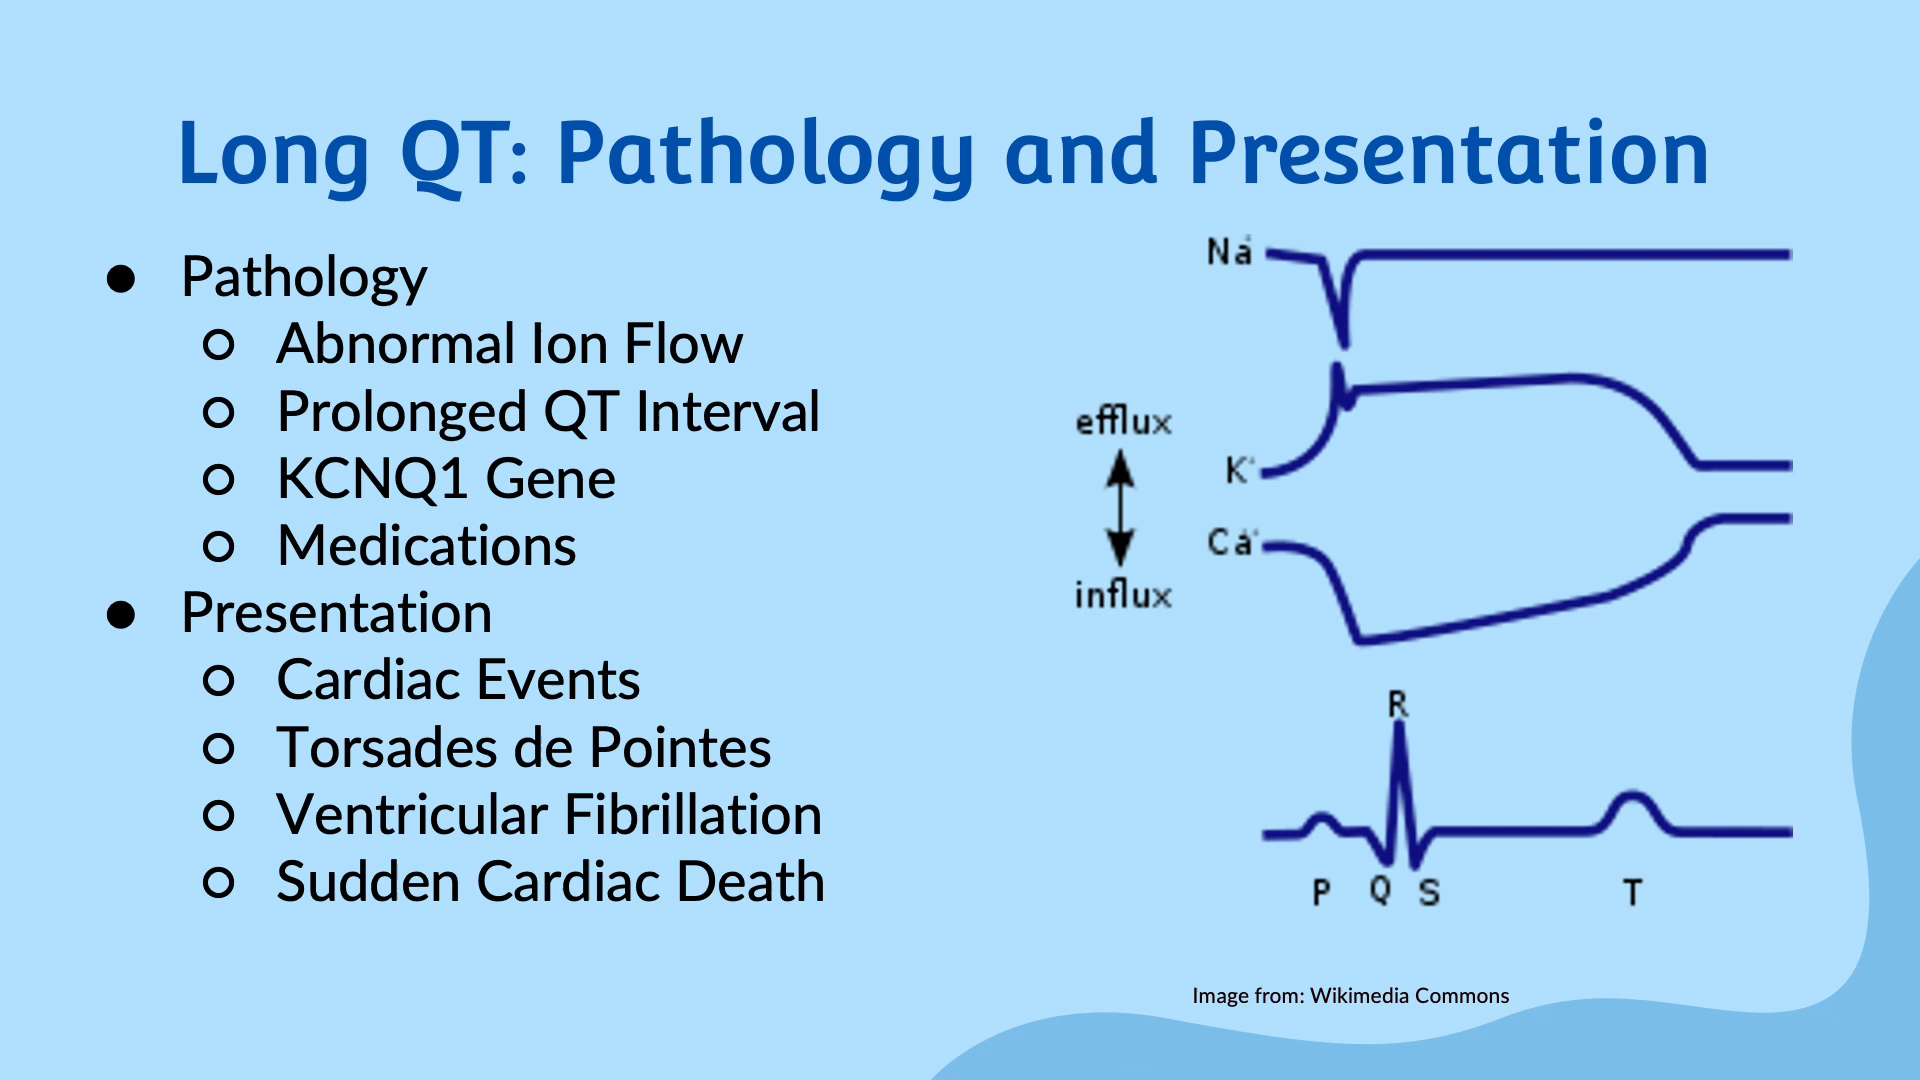 Long QT: Pathology and Presentation
● Pathology
○ Abnormal Ion Flow
○ Prolonged QT Interval
○ KCNQ1 Gene
○ Medications
● Presentation
○ Cardiac Events
○ Torsades de Pointes
○ Ventricular Fibrillation
○ Sudden Cardiac Death
Na+
efflux
K+
Ca+
influx
R
P Q S T
Image from: Wikimedia Commons